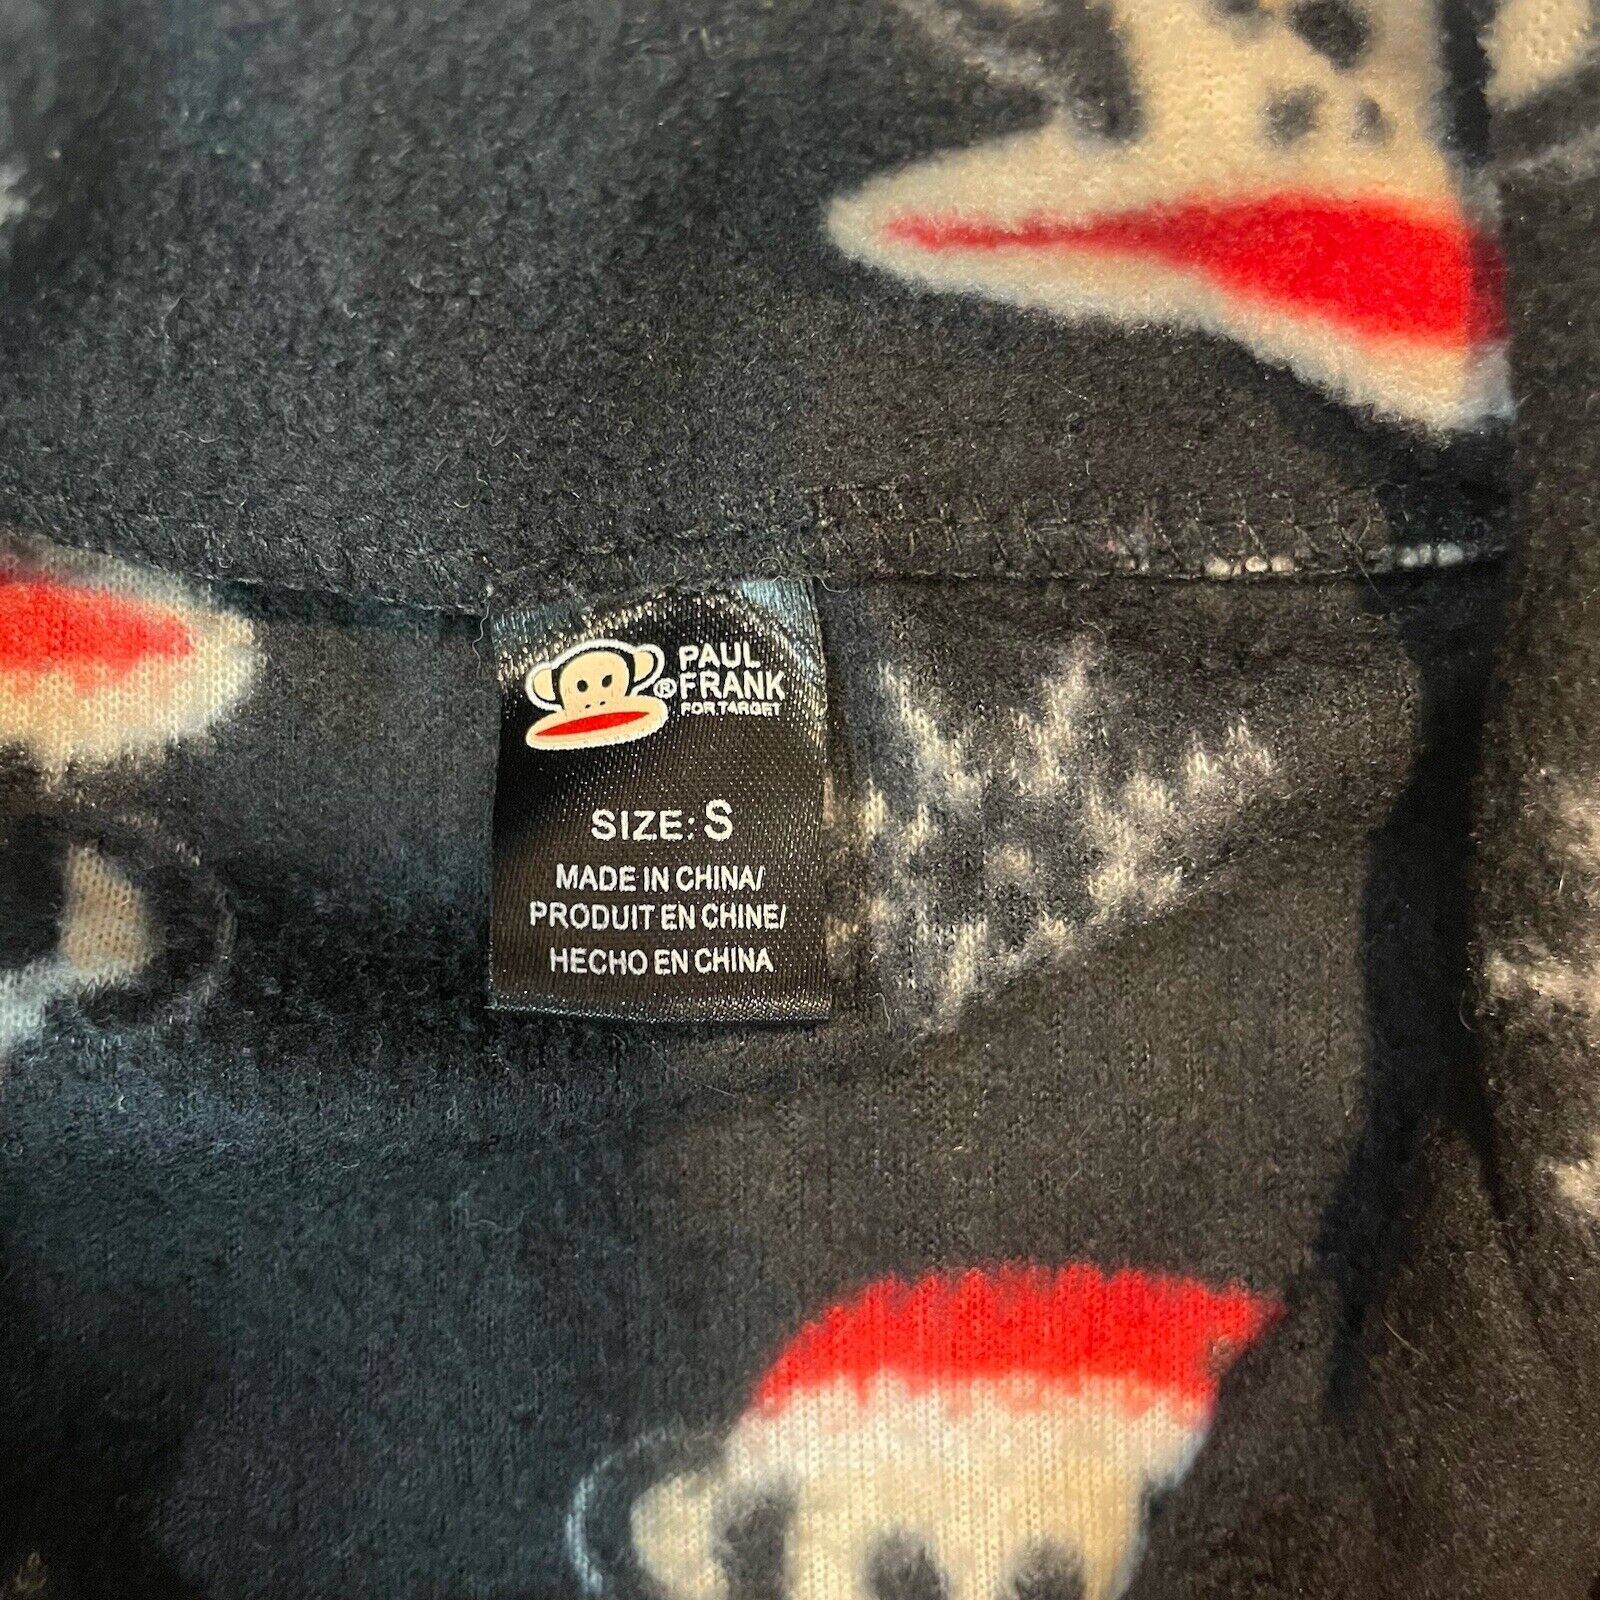 PAUL
® FRANK
FOR TARGET
SIZE: S
MADE IN CHINA/
PRODUIT EN CHINE/
HECHO EN CHINA